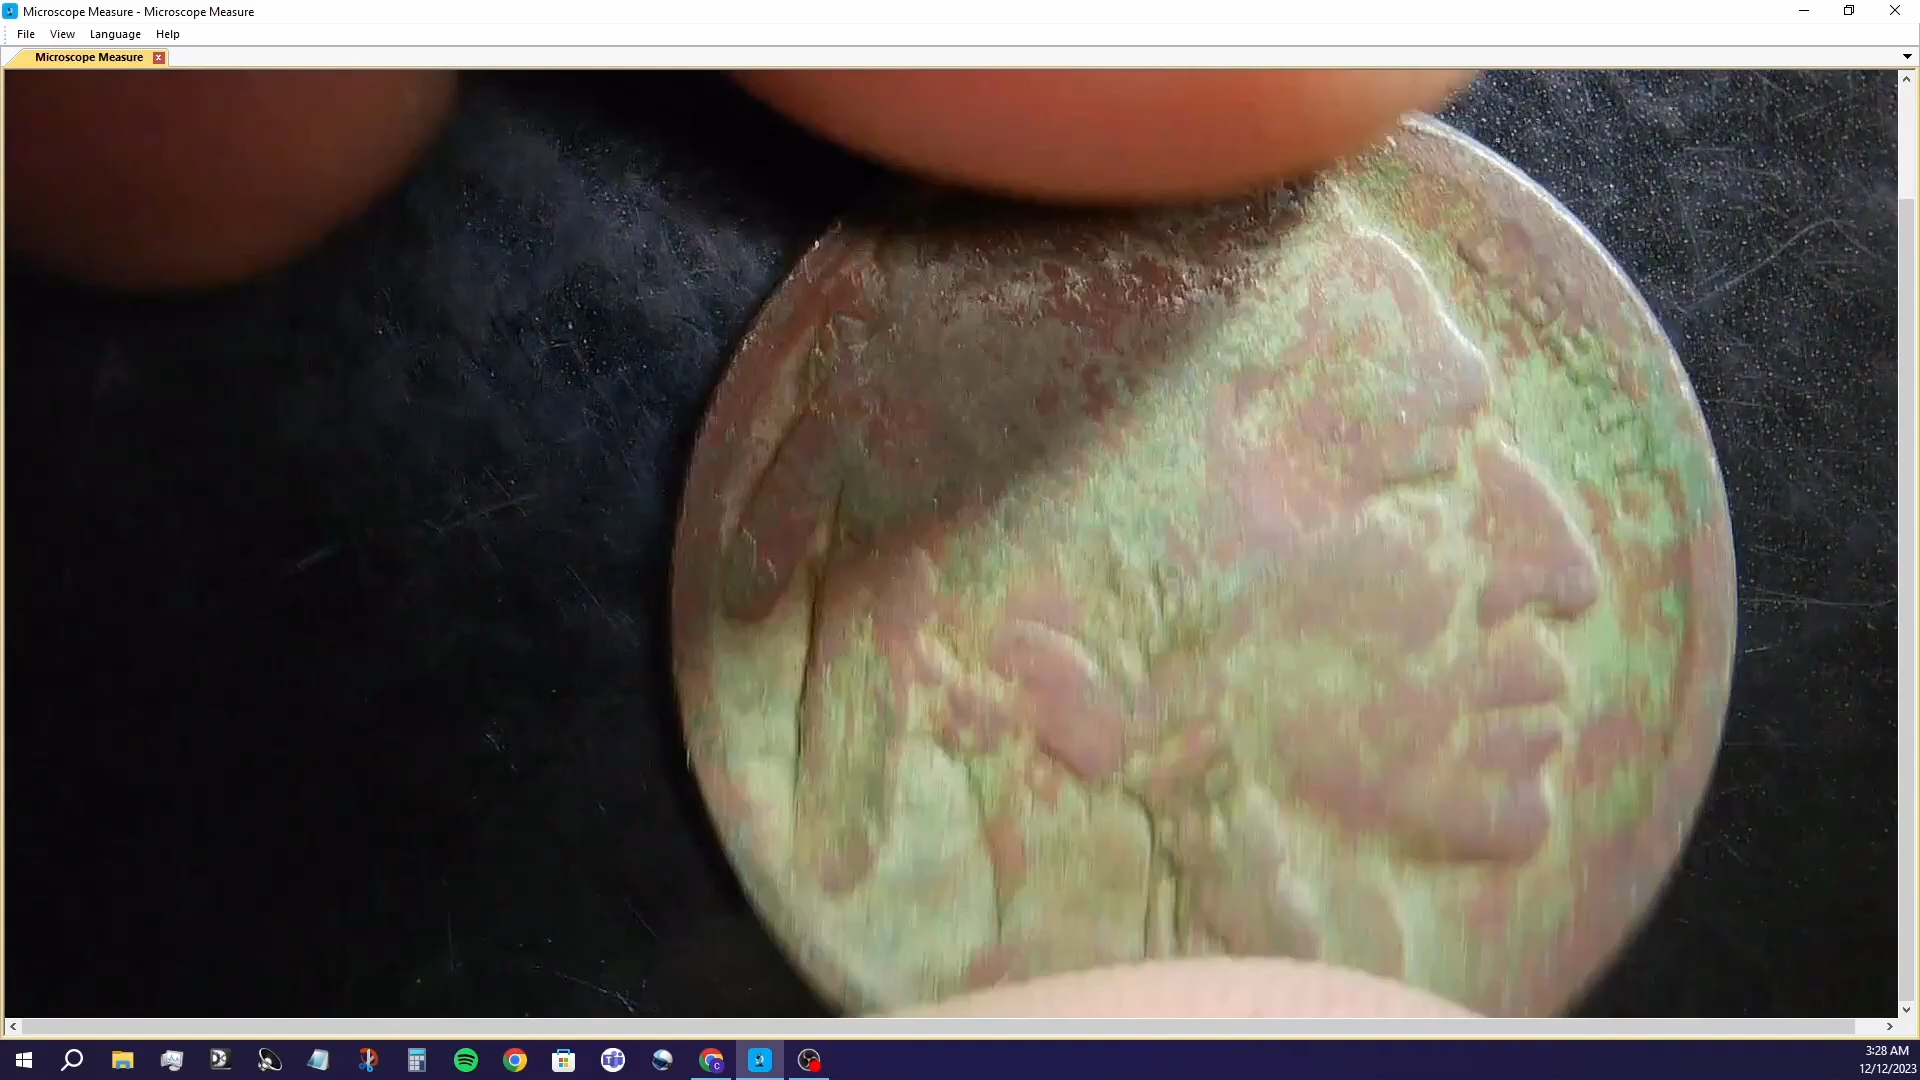 Microscope Measure - Microscope Measure
File View Language Help
Microscope Measure
3:28 AM
12/12/2023